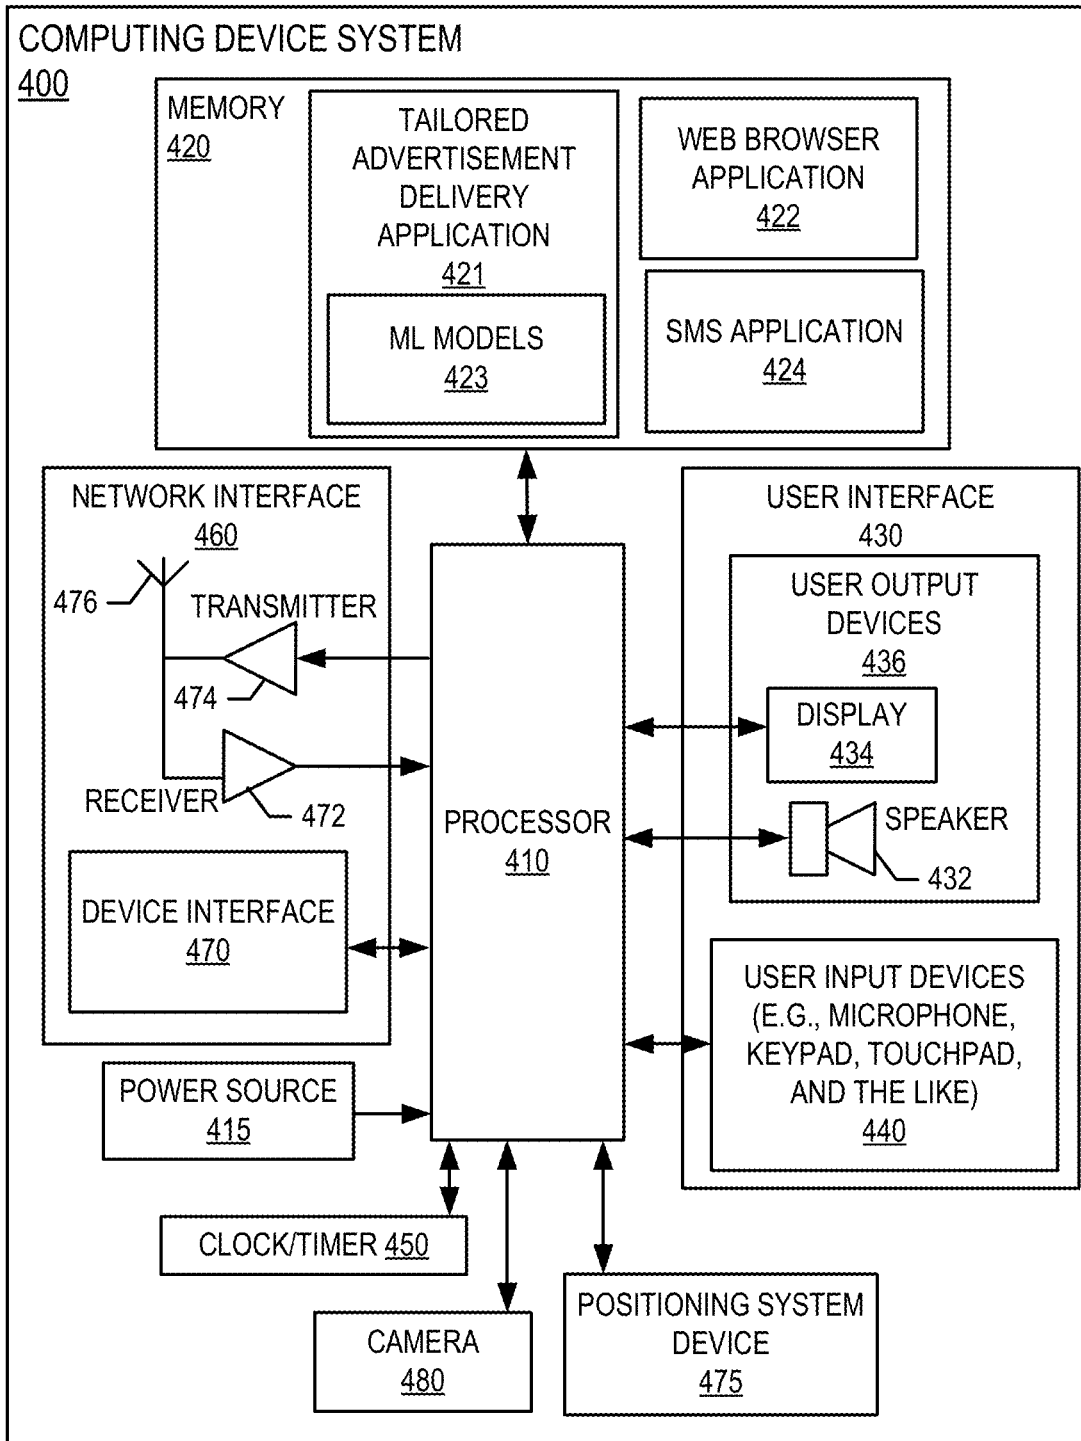 COMPUTING DEVICE SYSTEM
400
MEMORY
420
TAILORED
ADVERTISEMENT
DELIVERY
APPLICATION
421
ML MODELS
423
WEB BROWSER
APPLICATION
422
SMS APPLICATION
424
NETWORK INTERFACE
460
476
TRANSMITTER
474
RECEIVER
472
DEVICE INTERFACE
470
PROCESSOR
410
USER INTERFACE
430
USER OUTPUT
DEVICES
436
DISPLAY
434
SPEAKER
432
USER INPUT DEVICES
(E.G., MICROPHONE,
KEYPAD, TOUCHPAD,
AND THE LIKE)
440
POWER SOURCE
415
CLOCK/TIMER 450
CAMERA
480
POSITIONING SYSTEM
DEVICE
475